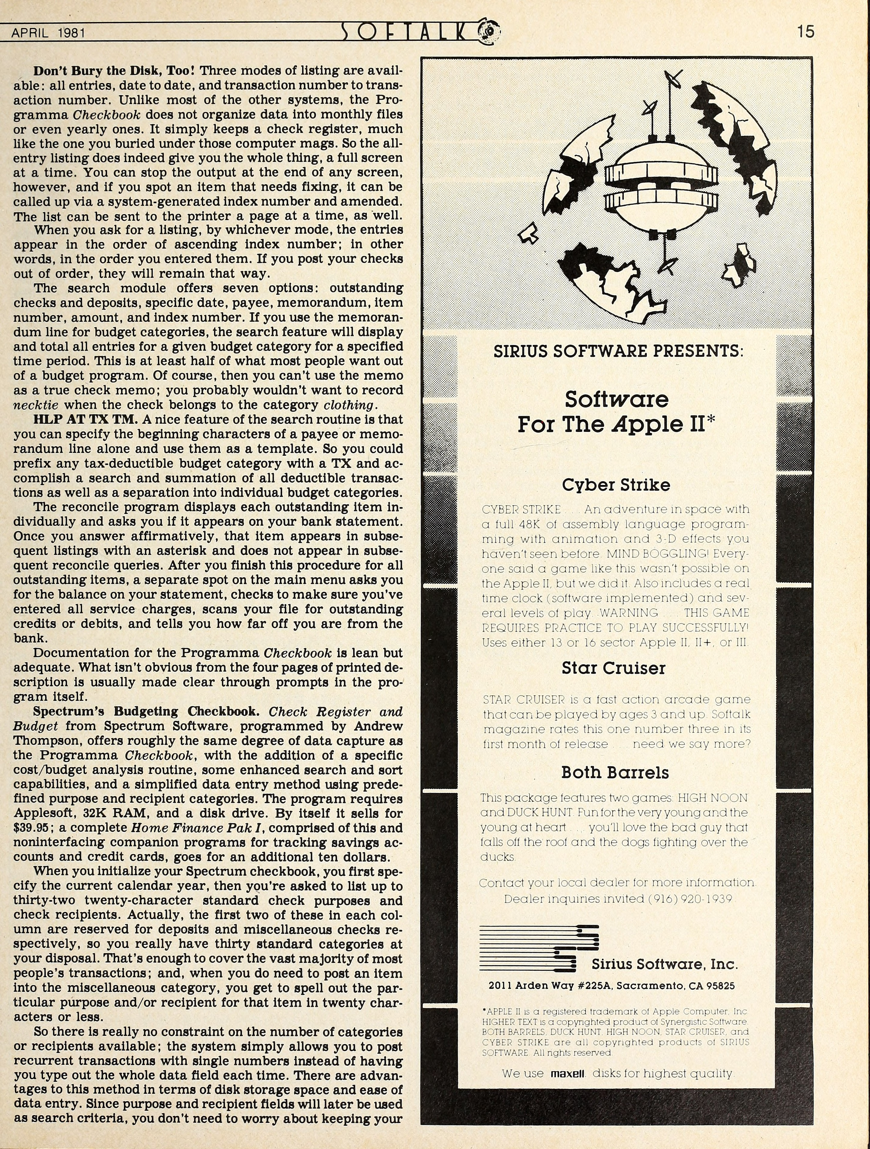 APRIL 1981
SOFTALK
15
Don't Bury the Disk, Too! Three modes of listing are avail-
able: all entries, date to date, and transaction number to trans-
action number. Unlike most of the other systems, the Pro-
gramma Checkbook does not organize data into monthly files
or even yearly ones. It simply keeps a check register, much
like the one you buried under those computer mags. So the all-
entry listing does indeed give you the whole thing, a full screen
at a time. You can stop the output at the end of any screen,
however, and if you spot an item that needs fixing, it can be
called up via a system-generated index number and amended.
The list can be sent to the printer a page at a time, as well.
When you ask for a listing, by whichever mode, the entries
appear in the order of ascending index number; in other
words, in the order you entered them. If you post your checks
out of order, they will remain that way.
The search module offers seven options: outstanding
checks and deposits, specific date, payee, memorandum, item
number, amount, and index number. If you use the memoran-
dum line for budget categories, the search feature will display
and total all entries for a given budget category for a specified
time period. This is at least half of what most people want out
of a budget program. Of course, then you can't use the memo
as a true check memo; you probably wouldn't want to record
necktie when the check belongs to the category clothing.
HLP AT TX TM. A nice feature of the search routine is that
you can specify the beginning characters of a payee or memo-
randum line alone and use them as a template. So you could
prefix any tax-deductible budget category with a TX and ac-
complish a search and summation of all deductible transac-
tions as well as a separation into individual budget categories.
The reconcile program displays each outstanding item in-
dividually and asks you if it appears on your bank statement.
Once you answer affirmatively, that item appears in subse-
quent listings with an asterisk and does not appear in subse-
quent reconcile queries. After you finish this procedure for all
outstanding items, a separate spot on the main menu asks you
for the balance on your statement, checks to make sure you've
entered all service charges, scans your file for outstanding
credits or debits, and tells you how far off you are from the
bank.
Documentation for the Programma Checkbook is lean but
adequate. What isn't obvious from the four pages of printed de-
scription is usually made clear through prompts in the pro-
gram itself.
Spectrum's Budgeting Checkbook. Check Register and
Budget from Spectrum Software, programmed by Andrew
Thompson, offers roughly the same degree of data capture as
the Programma Checkbook, with the addition of a specific
cost/budget analysis routine, some enhanced search and sort
capabilities, and a simplified data entry method using prede-
fined purpose and recipient categories. The program requires
Applesoft, 32K RAM, and a disk drive. By itself it sells for
$39.95; a complete Home Finance Pak I, comprised of this and
noninterfacing companion programs for tracking savings ac-
counts and credit cards, goes for an additional ten dollars.
When you initialize your Spectrum checkbook, you first spe-
cify the current calendar year, then you're asked to list up to
thirty-two twenty-character standard check purposes and
check recipients. Actually, the first two of these in each col-
umn are reserved for deposits and miscellaneous checks re-
spectively, so you really have thirty standard categories at
your disposal. That's enough to cover the vast majority of most
people's transactions; and, when you do need to post an item
into the miscellaneous category, you get to spell out the par-
ticular purpose and/or recipient for that item in twenty char-
acters or less.
So there is really no constraint on the number of categories
or recipients available; the system simply allows you to post
recurrent transactions with single numbers instead of having
you type out the whole data field each time. There are advan-
tages to this method in terms of disk storage space and ease of
data entry. Since purpose and recipient fields will later be used
as search criteria, you don't need to worry about keeping your
SIRIUS SOFTWARE PRESENTS:
Software
For The Apple II*
Cyber Strike
CYBER STRIKE ... An adventure in space with
a full 48K of assembly language program-
ming with animation and 3-D effects you
haven't seen before. MIND BOGGLING! Every-
one said a game like this wasn't possible on
the Apple II, but we did it. Also includes a real
time clock (software implemented) and sev-
eral levels of play. WARNING ... THIS GAME
REQUIRES PRACTICE TO PLAY SUCCESSFULLY!
Uses either 13 or 16 sector Apple II, II+, or III.
Star Cruiser
STAR CRUISER is a fast action arcade game
that can be played by ages 3 and up. Softalk
magazine rates this one number three in its
first month of release ... need we say more?
Both Barrels
This package features two games: HIGH NOON
and DUCK HUNT. Fun for the very young and the
young at heart ... you'll love the bad guy that
falls off the roof and the dogs fighting over the
ducks.
Contact your local dealer for more information.
Dealer inquiries invited (916) 920-1939
Sirius Software, Inc.
2011 Arden Way #225A, Sacramento, CA 95825
*APPLE II is a registered trademark of Apple Computer, Inc.
HIGHER TEXT is a copyrighted product of Synergistic Software.
BOTH BARRELS, DUCK HUNT, HIGH NOON, STAR CRUISER, and
CYBER STRIKE are all copyrighted products of SIRIUS
SOFTWARE. All rights reserved.
We use maxell disks for highest quality.